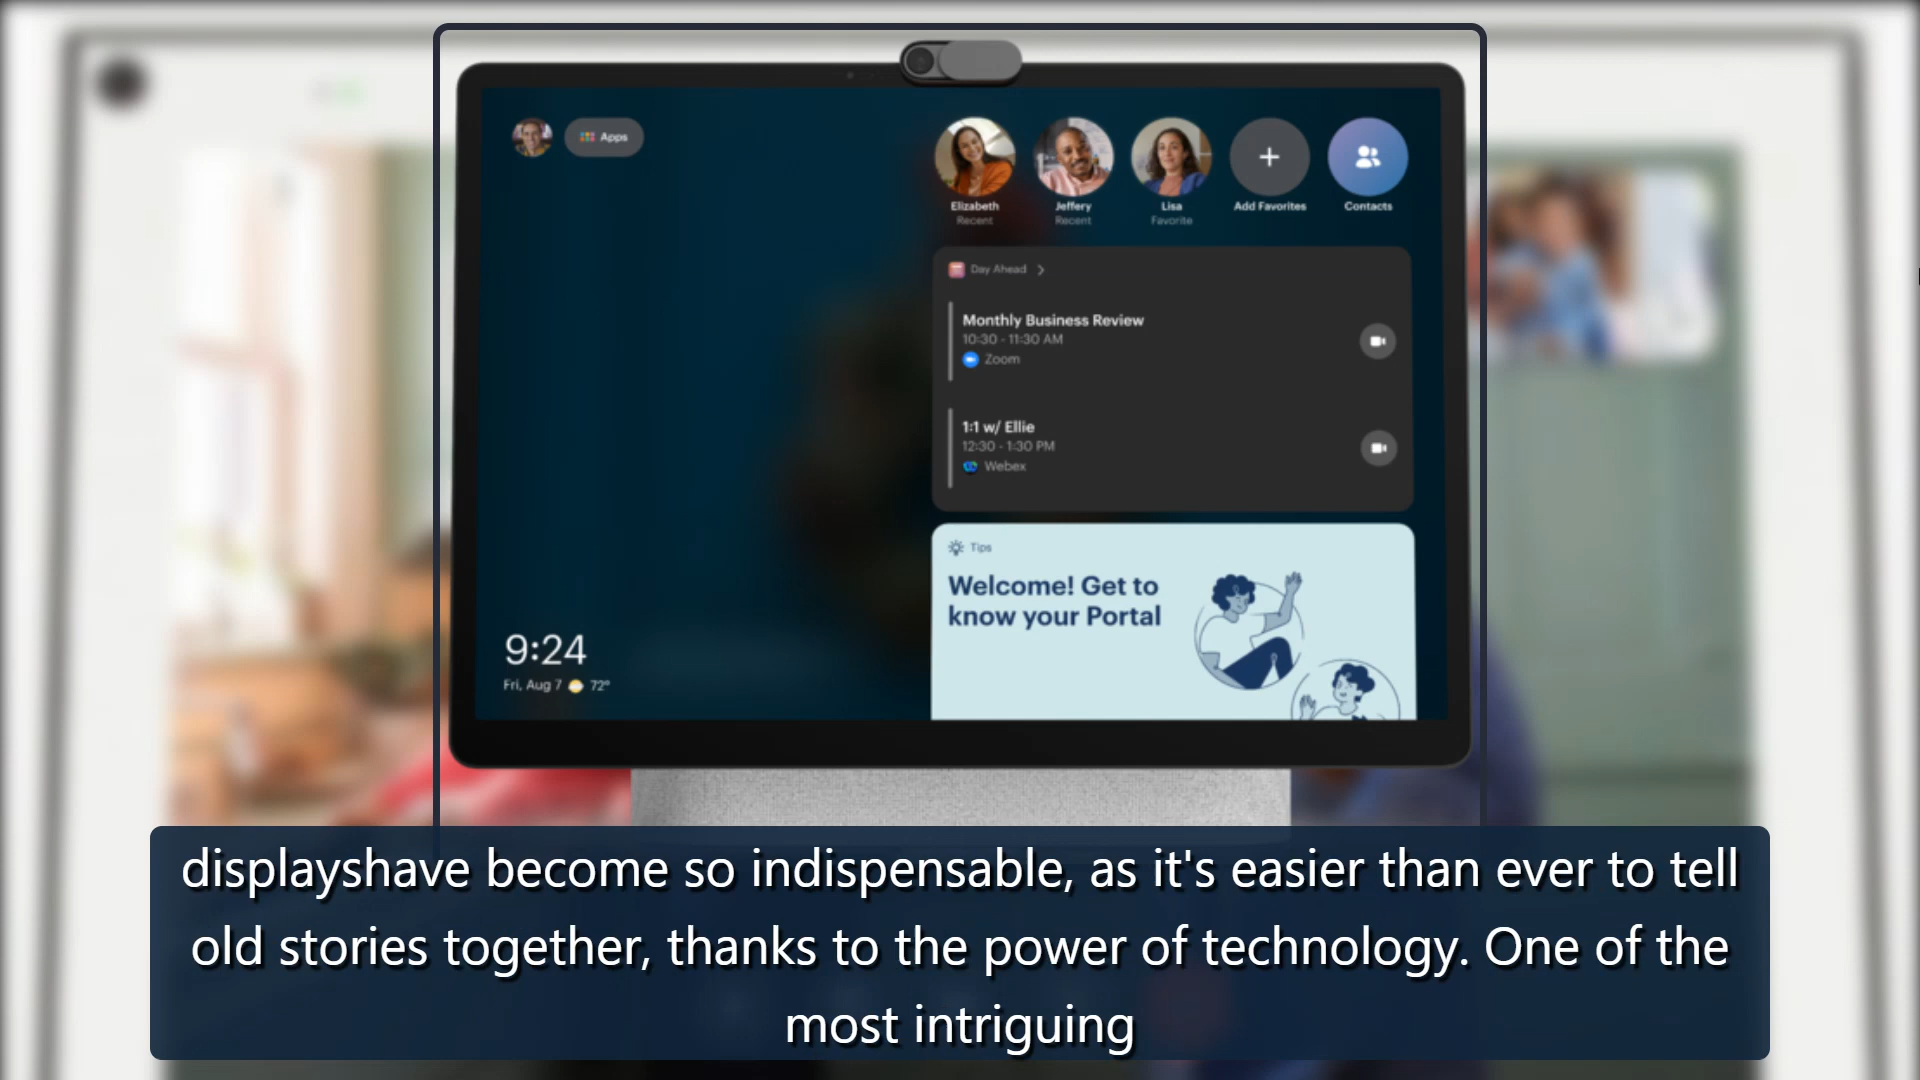 Apps
Elizabeth
Recent
Jeffery
Recent
Lisa
Favorite
Add Favorites
Contacts
Day Ahead
Monthly Business Review
10:30 - 11:30 AM
Zoom
1:1 w/ Ellie
12:30 - 1:30 PM
Webex
Tips
Welcome! Get to
know your Portal
9:24
Fri, Aug 7 72°
displayshave become so indispensable, as it's easier than ever to tell
old stories together, thanks to the power of technology. One of the
most intriguing